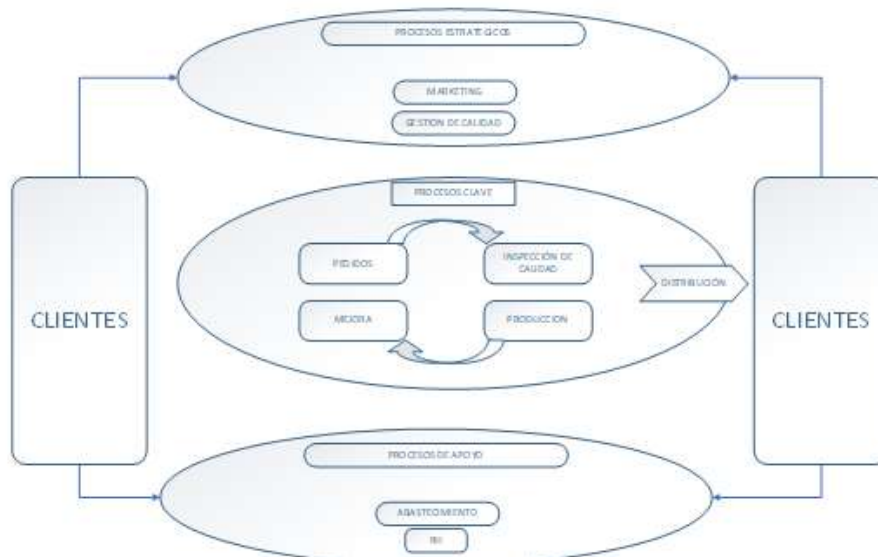 PROCESOS ESTRATEGICOS
MARKETING
GESTION DE CALIDAD
CLIENTES
PROCESOS CLAVE
PEDIDOS
INSPECCIÓN DE
CALIDAD
DISTRIBUCIÓN
MEJORA
PRODUCCION
CLIENTES
PROCESOS DE APOYO
ABASTECIMIENTO